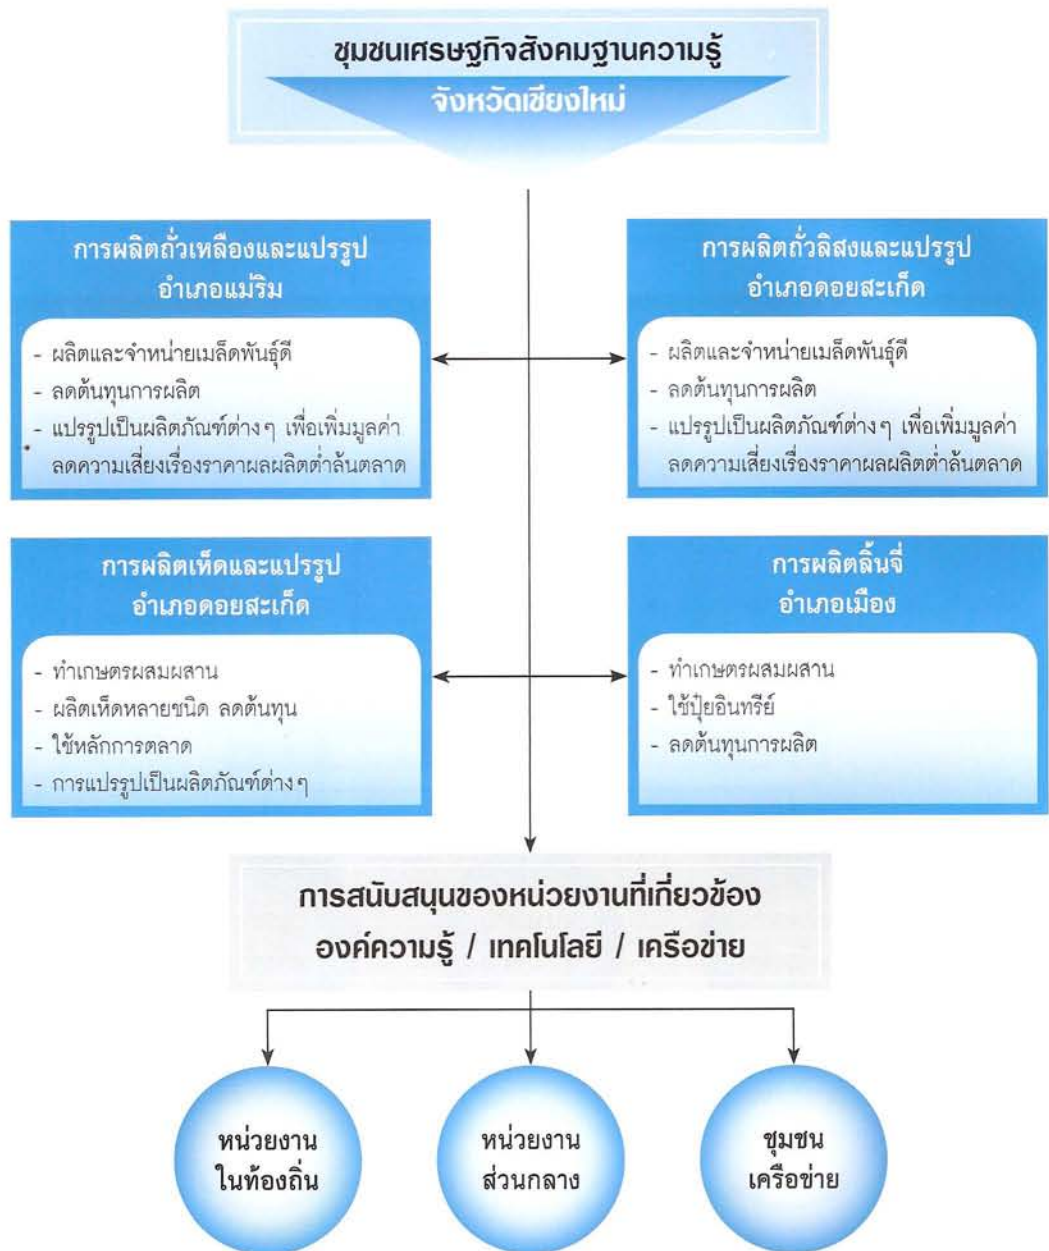 ชุมชนเศรษฐกิจสังคมฐานความรู้
จังหวัดเชียงใหม่
การผลิตถั่วเหลืองและแปรรูป
อำเภอแม่ริม
- ผลิตและจำหน่ายเมล็ดพันธุ์ดี
- ลดต้นทุนการผลิต
- แปรรูปเป็นผลิตภัณฑ์ต่างๆ เพื่อเพิ่มมูลค่า
ลดความเสี่ยงเรื่องราคาผลผลิตต่ำล้นตลาด
การผลิตถั่วลิสงและแปรรูป
อำเภอดอยสะเก็ด
- ผลิตและจำหน่ายเมล็ดพันธุ์ดี
- ลดต้นทุนการผลิต
- แปรรูปเป็นผลิตภัณฑ์ต่างๆ เพื่อเพิ่มมูลค่า
ลดความเสี่ยงเรื่องราคาผลผลิตต่ำล้นตลาด
การผลิตเห็ดและแปรรูป
อำเภอดอยสะเก็ด
- ทำเกษตรผสมผสาน
- ผลิตเห็ดหลายชนิด ลดต้นทุน
- ใช้หลักการตลาด
- การแปรรูปเป็นผลิตภัณฑ์ต่างๆ
การผลิตลิ้นจี่
อำเภอเมือง
- ทำเกษตรผสมผสาน
- ใช้ปุ๋ยอินทรีย์
- ลดต้นทุนการผลิต
การสนับสนุนของหน่วยงานที่เกี่ยวข้อง
องค์ความรู้ / เทคโนโลยี / เครือข่าย
หน่วยงาน
ในท้องถิ่น
หน่วยงาน
ส่วนกลาง
ชุมชน
เครือข่าย